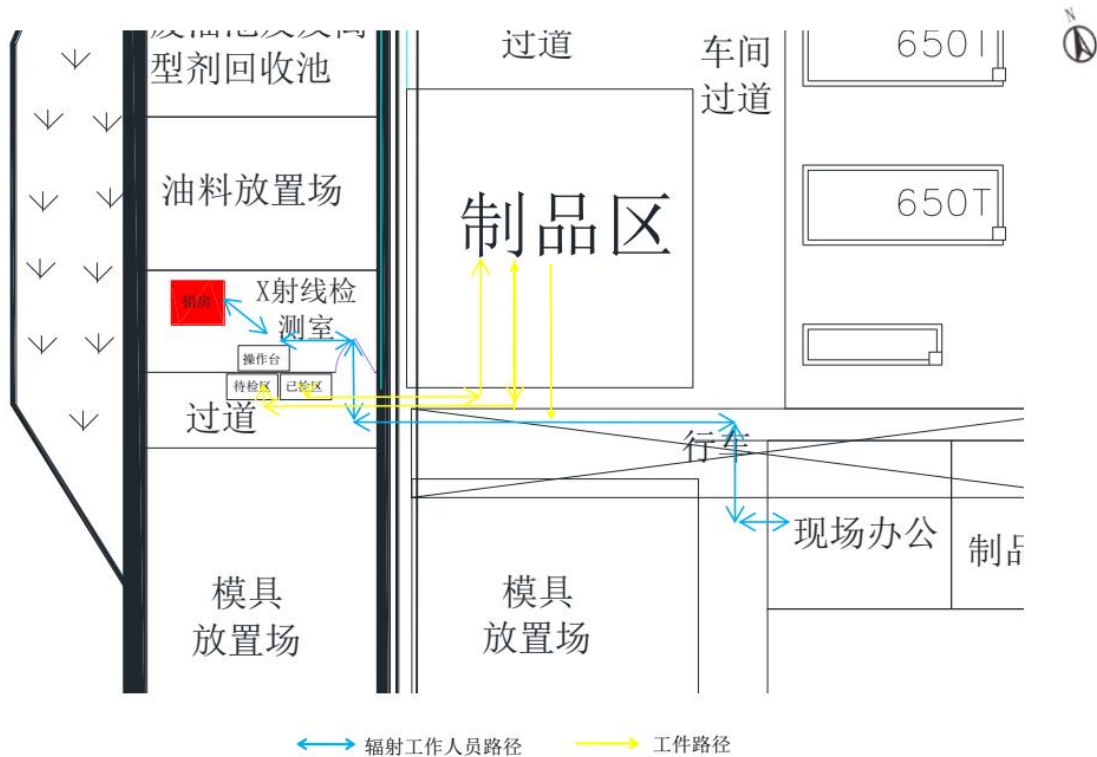 N
过道
车间
过道
650T
型剂回收池
油料放置场
制品区
650T
铅房
X射线检
测室
操作台
待检区
已检区
过道
行车
现场办公
制品
模具
放置场
模具
放置场
辐射工作人员路径
工件路径